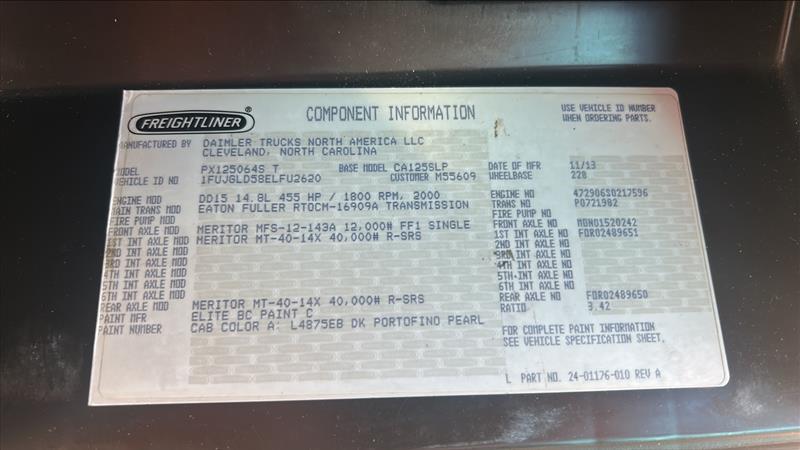 FREIGHTLINER®
COMPONENT INFORMATION
USE VEHICLE ID NUMBER
WHEN ORDERING PARTS.
MANUFACTURED BY DAIMLER TRUCKS NORTH AMERICA LLC
CLEVELAND, NORTH CAROLINA
MODEL PX125064S T BASE MODEL CA125SLP DATE OF MFR 11/13
VEHICLE ID NO 1FUJGLD58ELFU2620 CUSTOMER M55609 WHEELBASE 228
ENGINE MOD DD15 14.8L 455 HP / 1800 RPM, 2000 ENGINE NO 472906S0217596
MAIN TRANS MOD EATON FULLER RTOCM-16909A TRANSMISSION TRANS NO P0721982
FIRE PUMP MOD FIRE PUMP NO
FRONT AXLE MOD MERITOR MFS-12-143A 12,000# FF1 SINGLE FRONT AXLE NO MDN01520242
1ST INT AXLE MOD MERITOR MT-40-14X 40,000# R-SRS 1ST INT AXLE NO FOR02489651
2ND INT AXLE MOD 2ND INT AXLE NO
3RD INT AXLE MOD 3RD INT AXLE NO
4TH INT AXLE MOD 4TH INT AXLE NO
5TH INT AXLE MOD 5TH INT AXLE NO
6TH INT AXLE MOD 6TH INT AXLE NO
REAR AXLE MOD MERITOR MT-40-14X 40,000# R-SRS REAR AXLE NO FOR02489650
PAINT MFR ELITE BC PAINT C RATIO 3.42
PAINT NUMBER CAB COLOR A: L4875EB DK PORTOFINO PEARL
FOR COMPLETE PAINT INFORMATION
SEE VEHICLE SPECIFICATION SHEET.
L PART NO. 24-01176-010 REV A